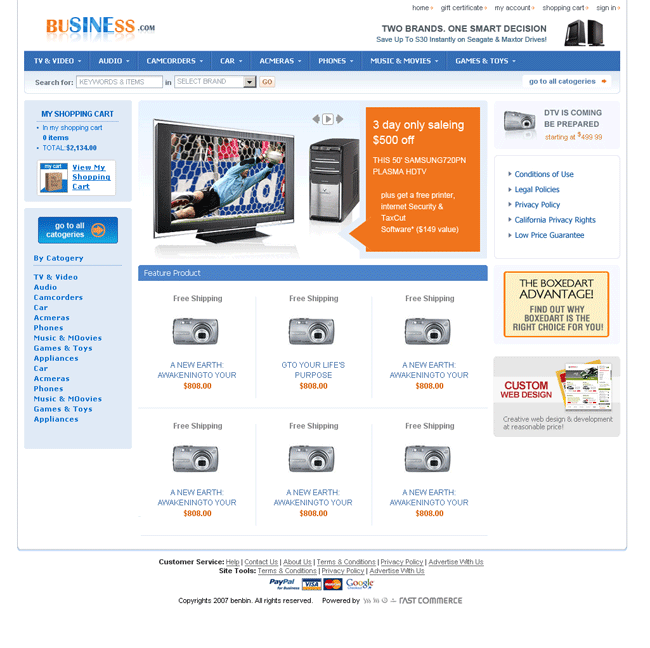 home gift certificate my account shopping cart sign in
BUSINESS.COM
TWO BRANDS. ONE SMART DECISION
Save Up To S30 Instantly on Seagate & Maxtor Drives!
TV & VIDEO AUDIO CAMCORDERS CAR ACMERAS PHONES MUSIC & MOVIES GAMES & TOYS
Search for: KEYWORDS & ITEMS in SELECT BRAND GO
go to all catogeries
MY SHOPPING CART
In my shopping cart
0 items
TOTAL:$2,134.00
my cart
View My
Shopping
Cart
go to all
catogeries
By Catogery
TV & Video
Audio
Camcorders
Car
Acmeras
Phones
Music & MOovies
Games & Toys
Appliances
Car
Acmeras
Phones
Music & MOovies
Games & Toys
Appliances
3 day only saleing
$500 off
THIS 50' SAMSUNG720PN
PLASMA HDTV
plus get a free printer,
internet Security &
TaxCut
Software* ($149 value)
Feature Product
Free Shipping Free Shipping Free Shipping
A NEW EARTH: GTO YOUR LIFE'S A NEW EARTH:
AWAKENINGTO YOUR PURPOSE AWAKENINGTO YOUR
$808.00 $808.00 $808.00
Free Shipping Free Shipping Free Shipping
A NEW EARTH: A NEW EARTH: A NEW EARTH:
AWAKENINGTO YOUR AWAKENINGTO YOUR AWAKENINGTO YOUR
$808.00 $808.00 $808.00
DTV IS COMING
BE PREPARED
starting at $499.99
Conditions of Use
Legal Policies
Privacy Policy
California Privacy Rights
Low Price Guarantee
THE BOXEDART
ADVANTAGE!
FIND OUT WHY
BOXEDART IS THE
RIGHT CHOICE FOR YOU!
CUSTOM
WEB DESIGN
Creative web design & development
at reasonable price!
Customer Service: Help | Contact Us | About Us | Terms & Conditions | Privacy Policy | Advertise With Us
Site Tools: Terms & Conditions | Privacy Policy | Advertise With Us
PayPal for Business VISA MasterCard Google
Copyrights 2007 benbin. All rights reserved. Powered by FAST COMMERCE